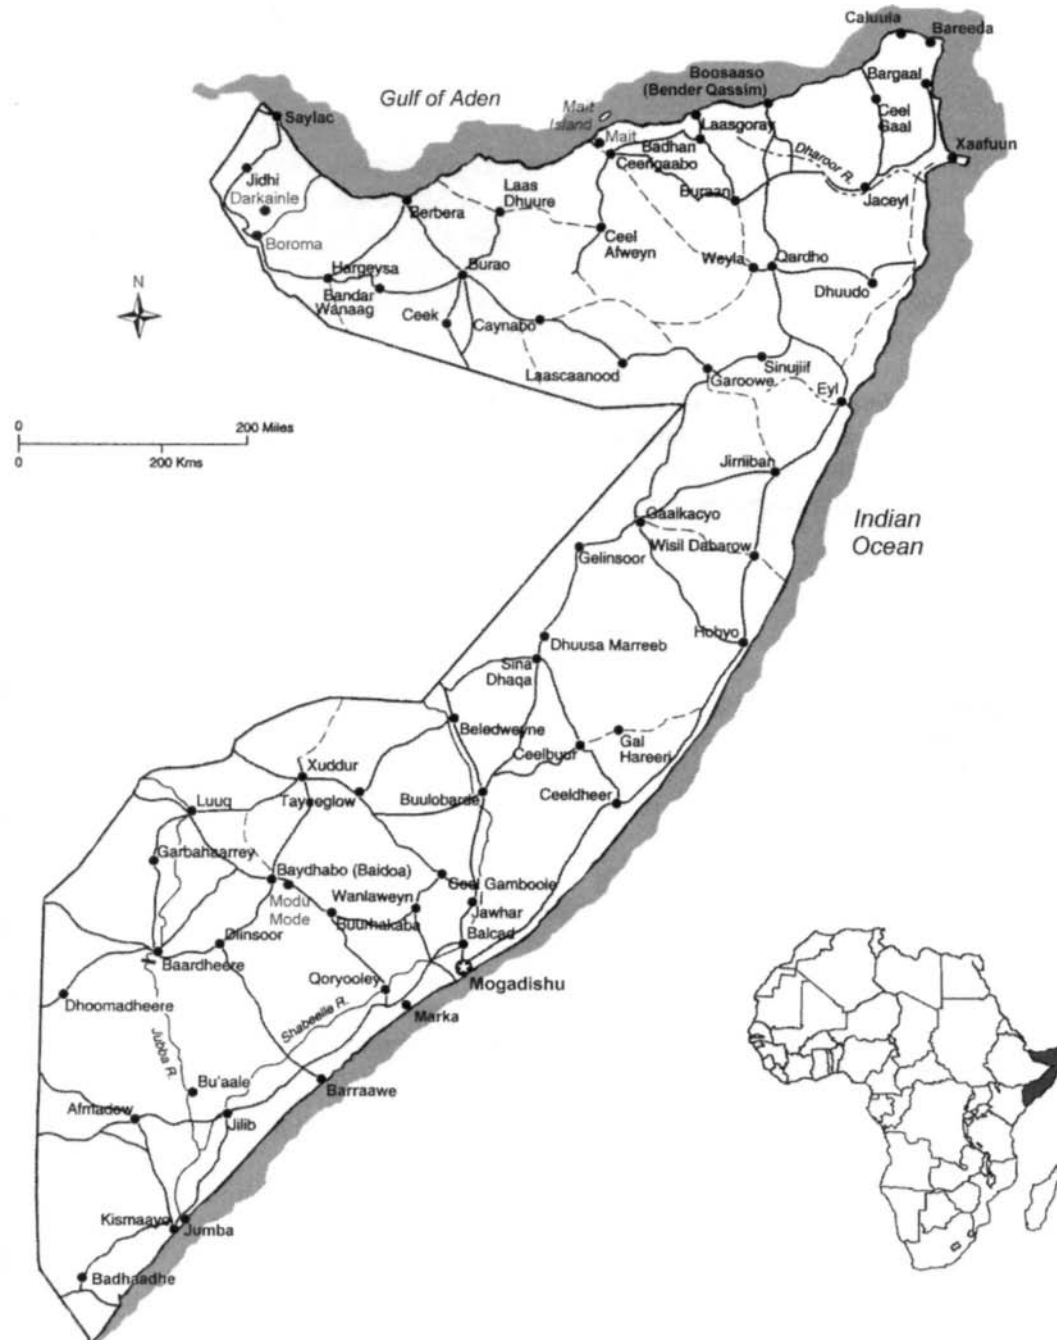 Caluula
Bareeda
Boosaaso
(Bender Qassim)
Bargaal
Gulf of Aden
Mait
Island
Saylac
Laasgoray
Ceel
Gaal
Mait
Badhan
Ceengaabo
Dharoor R.
Xaafuun
Jidhi
Darkainle
Laas
Dhuure
Buraan
Jaceyl
Berbera
Boroma
Ceel
Afweyn
Hargeysa
Burao
Weyla
Qardho
N
Bandar
Wanaag
Dhuudo
Ceek
Caynabo
Laascaanood
Sinujiif
Garoowe
Eyl
0
200 Miles
0
200 Kms
Jirriiban
Gaalkacyo
Indian
Ocean
Wisil Dabarow
Gelinsoor
Hobyo
Dhuusa Marreeb
Sina
Dhaqa
Beledweyne
Gal
Hareeri
Ceelbuur
Xuddur
Luuq
Tayeeglow
Buulobarde
Ceeldheer
Garbahaarrey
Baydhabo (Baidoa)
Ceel Gamboole
Modu
Mode
Wanlaweyn
Jawhar
Buurhakaba
Diinsoor
Balcad
Baardheere
Qoryooley
Mogadishu
Dhoomadheere
Shabeelle R.
Marka
Jubba R.
Bu'aale
Barraawe
Afmadow
Jilib
Kismaayo
Jumba
Badhaadhe